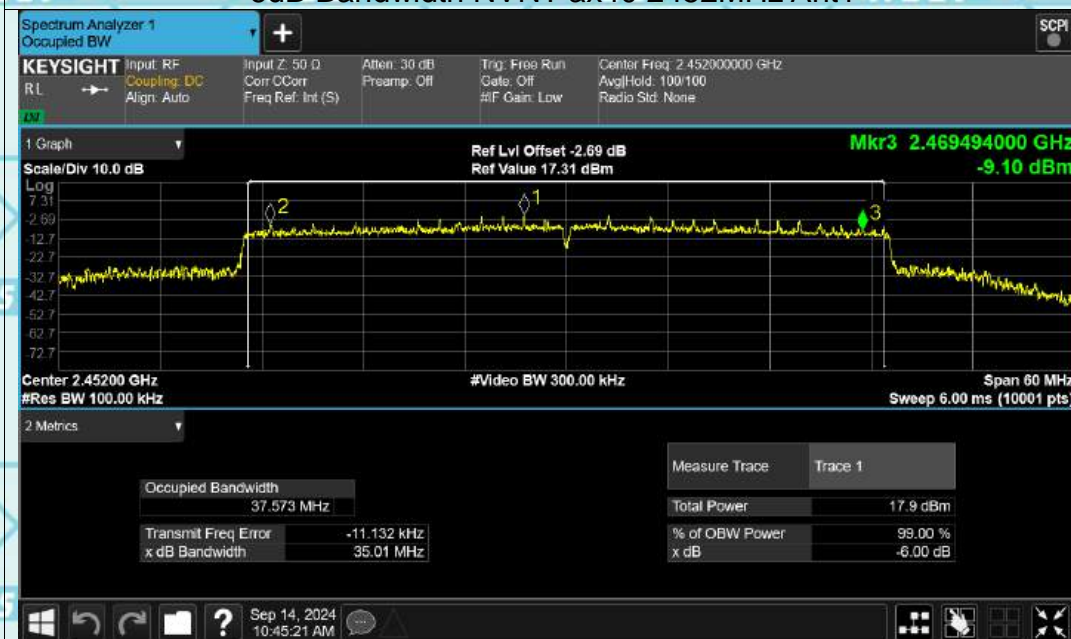 Spectrum Analyzer 1
Occupied BW
+
SCPI
KEYSIGHT
RL
Input: RF
Coupling: DC
Align: Auto
Input Z: 50 Ω
Corr CCorr
Freq Ref: Int (S)
Atten: 30 dB
Preamp: Off
Trig: Free Run
Gate: Off
#IF Gain: Low
Center Freq: 2.452000000 GHz
Avg|Hold: 100/100
Radio Std: None
1 Graph
Scale/Div 10.0 dB
Ref Lvl Offset -2.69 dB
Ref Value 17.31 dBm
Mkr3 2.469494000 GHz
-9.10 dBm
Log
7.31
-2.69
-12.7
-22.7
-32.7
-42.7
-52.7
-62.7
-72.7
2
1
3
Center 2.45200 GHz
#Res BW 100.00 kHz
#Video BW 300.00 kHz
Span 60 MHz
Sweep 6.00 ms (10001 pts)
2 Metrics
Measure Trace Trace 1
Occupied Bandwidth
37.573 MHz
Total Power 17.9 dBm
Transmit Freq Error -11.132 kHz
% of OBW Power 99.00 %
x dB Bandwidth 35.01 MHz
x dB -6.00 dB
?
Sep 14, 2024
10:45:21 AM